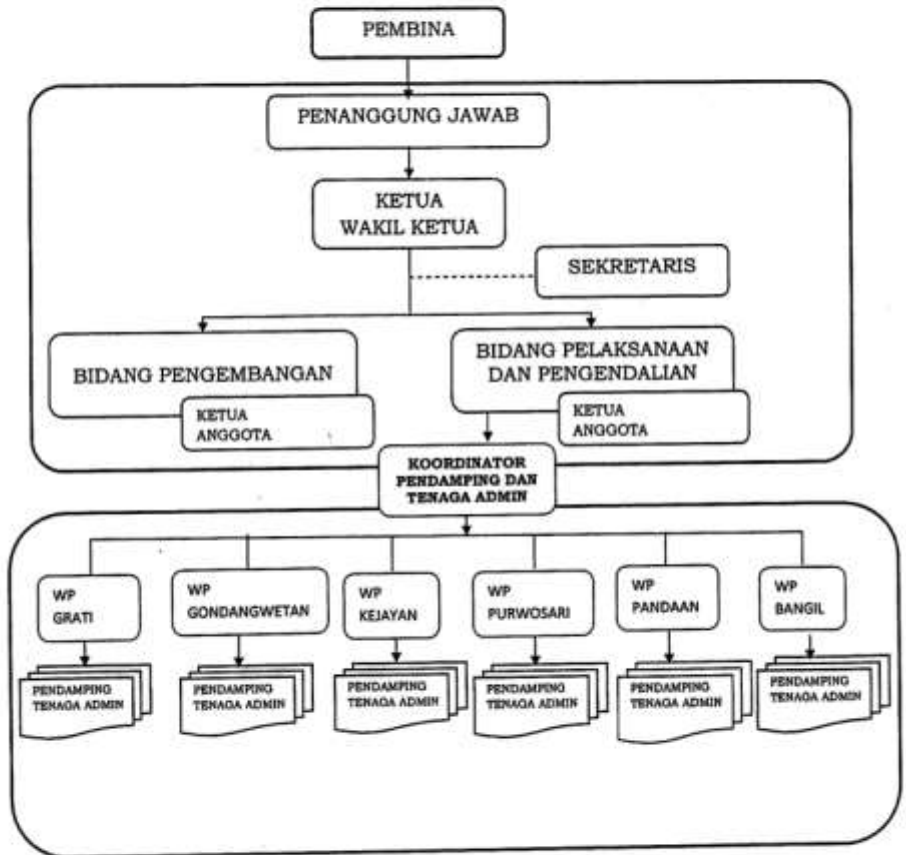 PEMBINA
PENANGGUNG JAWAB
KETUA
WAKIL KETUA
SEKRETARIS
BIDANG PENGEMBANGAN
KETUA
ANGGOTA
BIDANG PELAKSANAAN
DAN PENGENDALIAN
KETUA
ANGGOTA
KOORDINATOR
PENDAMPING DAN
TENAGA ADMIN
WP
GRATI
WP
GONDANGWETAN
WP
KEJAYAN
WP
PURWOSARI
WP
PANDAAN
WP
BANGIL
PENDAMPING
TENAGA ADMIN
PENDAMPING
TENAGA ADMIN
PENDAMPING
TENAGA ADMIN
PENDAMPING
TENAGA ADMIN
PENDAMPING
TENAGA ADMIN
PENDAMPING
TENAGA ADMIN